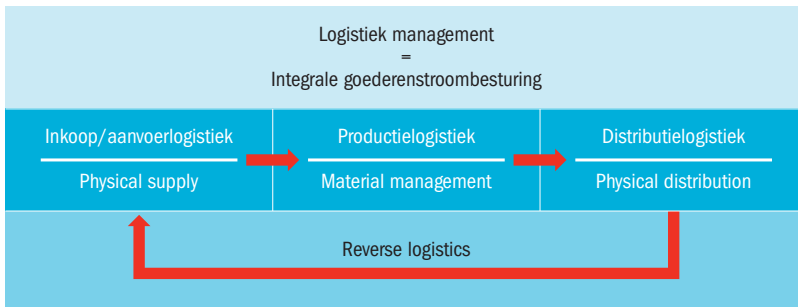 Logistiek management
=
Integrale goederenstroombesturing
Inkoop/aanvoerlogistiek
Physical supply
Productielogistiek
Material management
Distributielogistiek
Physical distribution
Reverse logistics